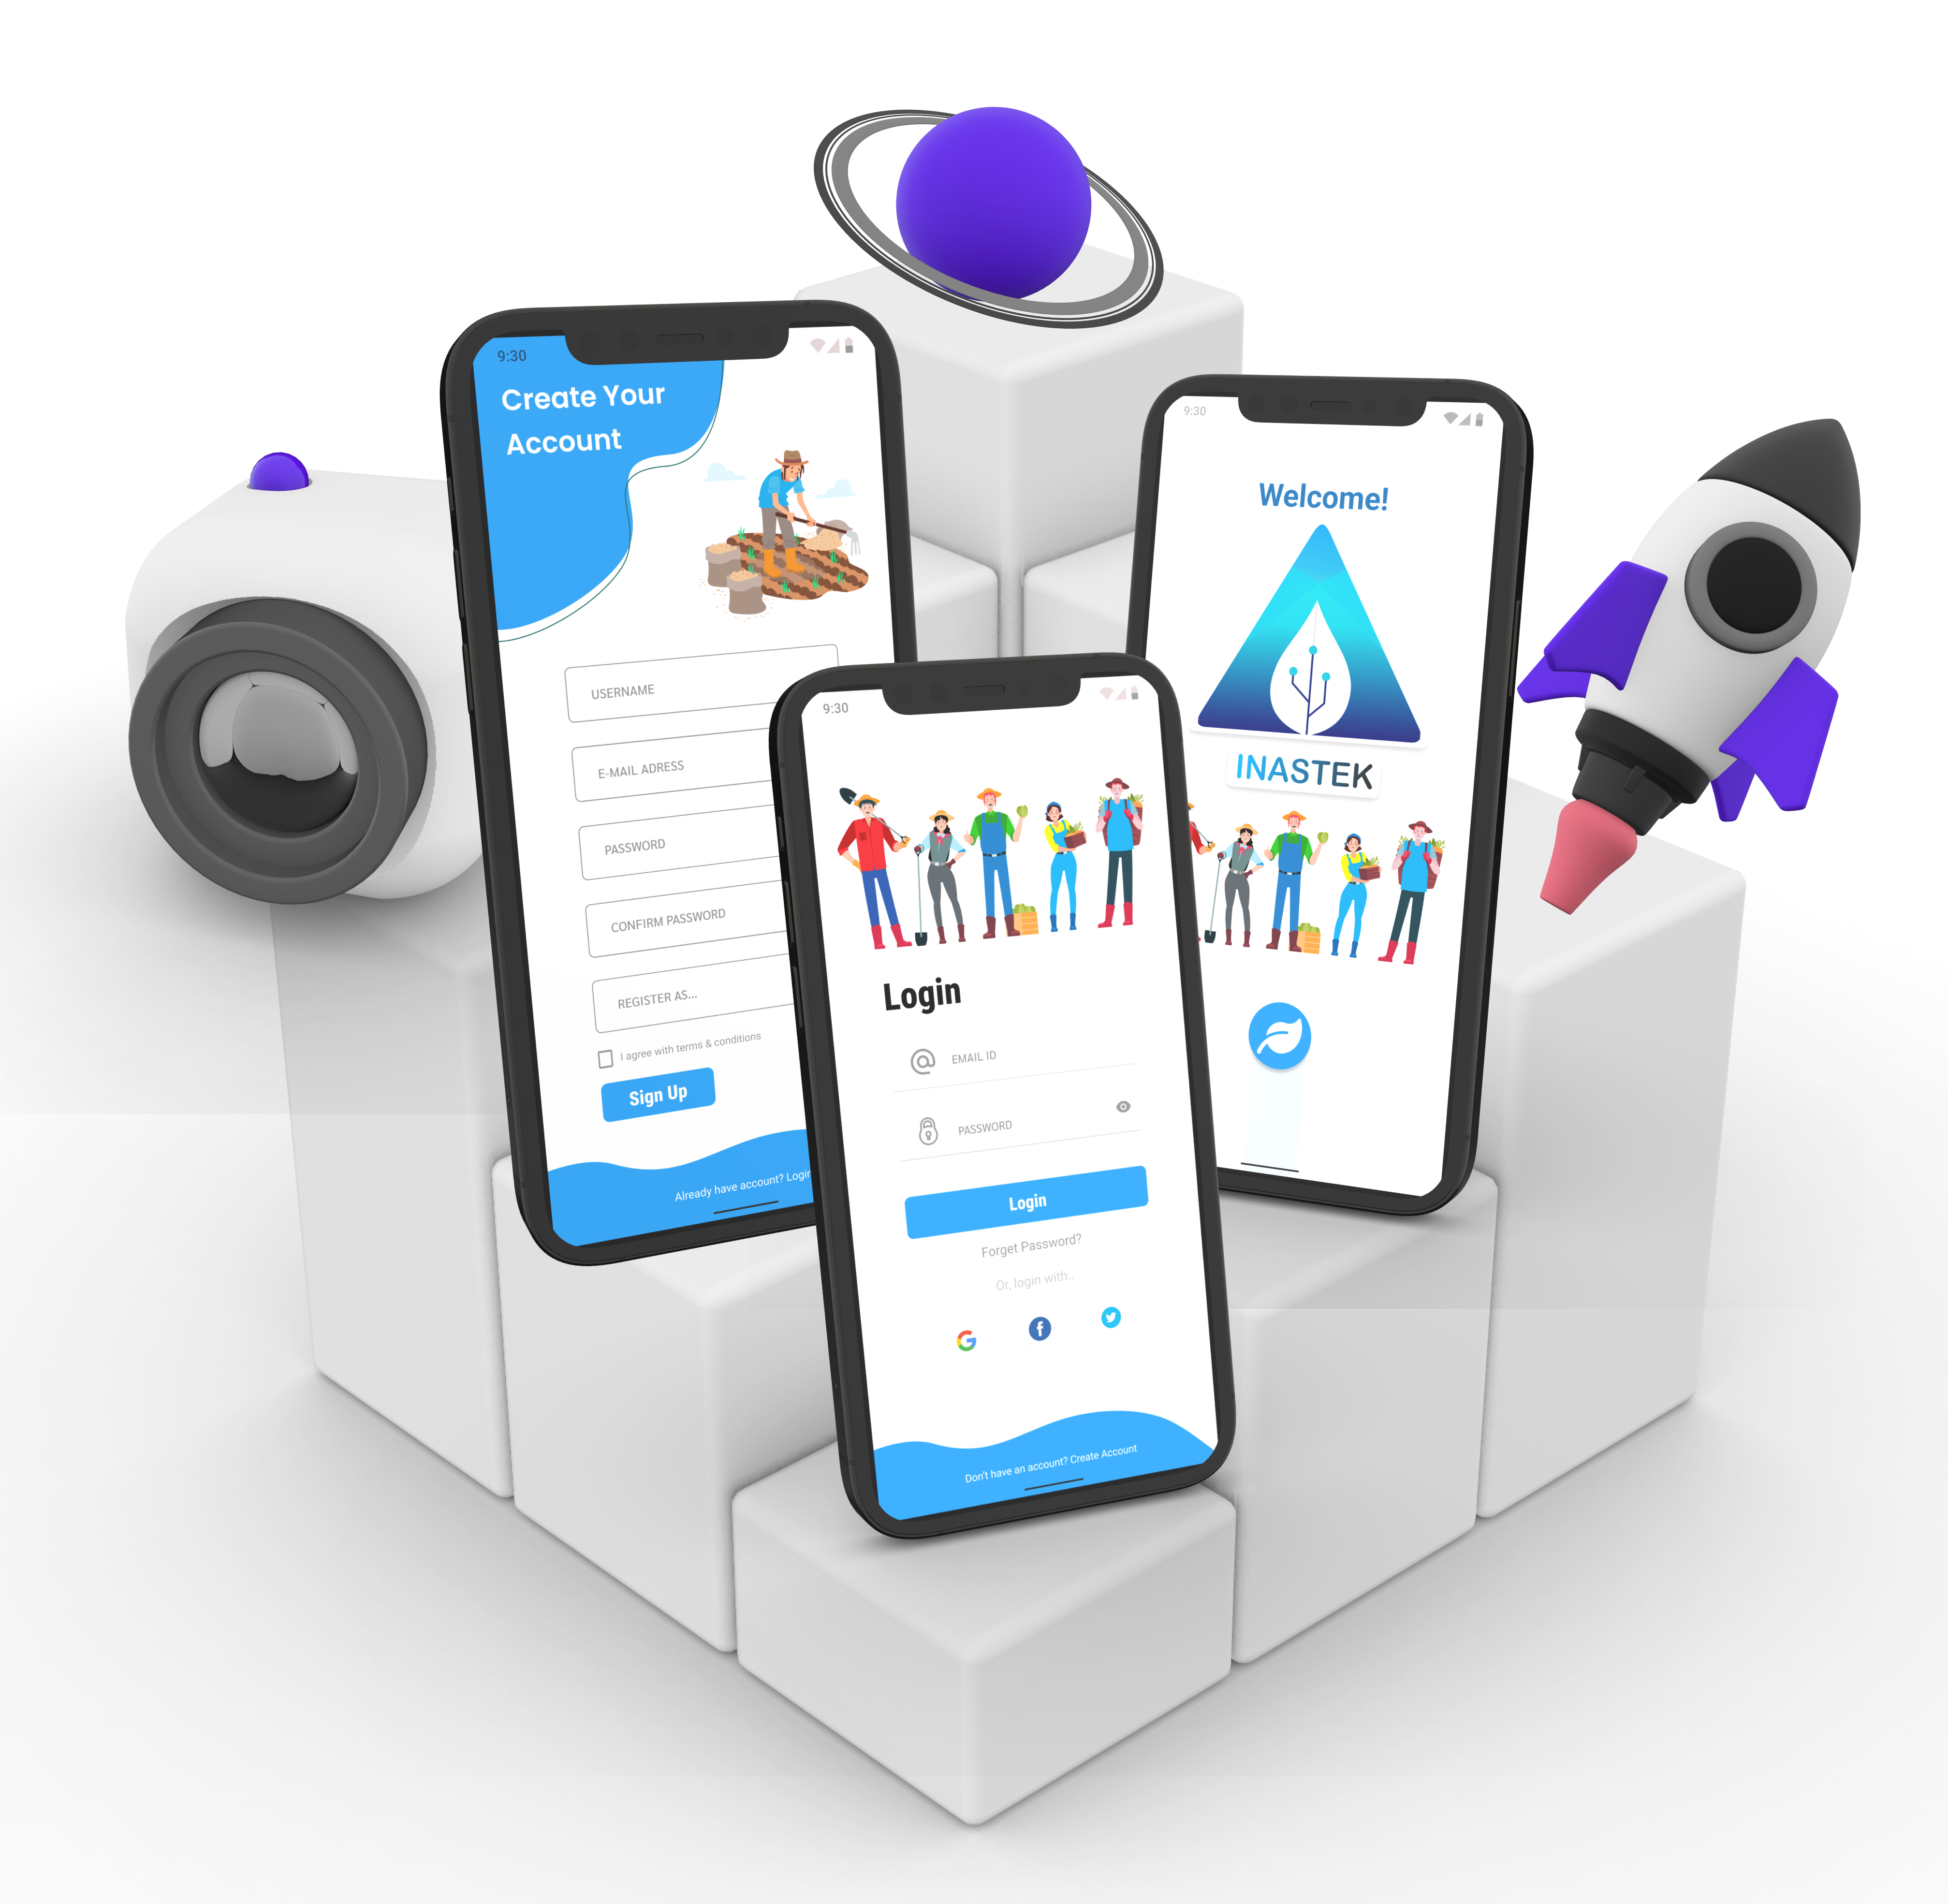 9:30
Create Your
Account
USERNAME
E-MAIL ADRESS
PASSWORD
CONFIRM PASSWORD
REGISTER AS...
I agree with terms & conditions
Sign Up
Already have account? Login
9:30
Login
EMAIL ID
PASSWORD
Login
Forget Password?
Or, login with..
Don't have an account? Create Account
9:30
Welcome!
INASTEK